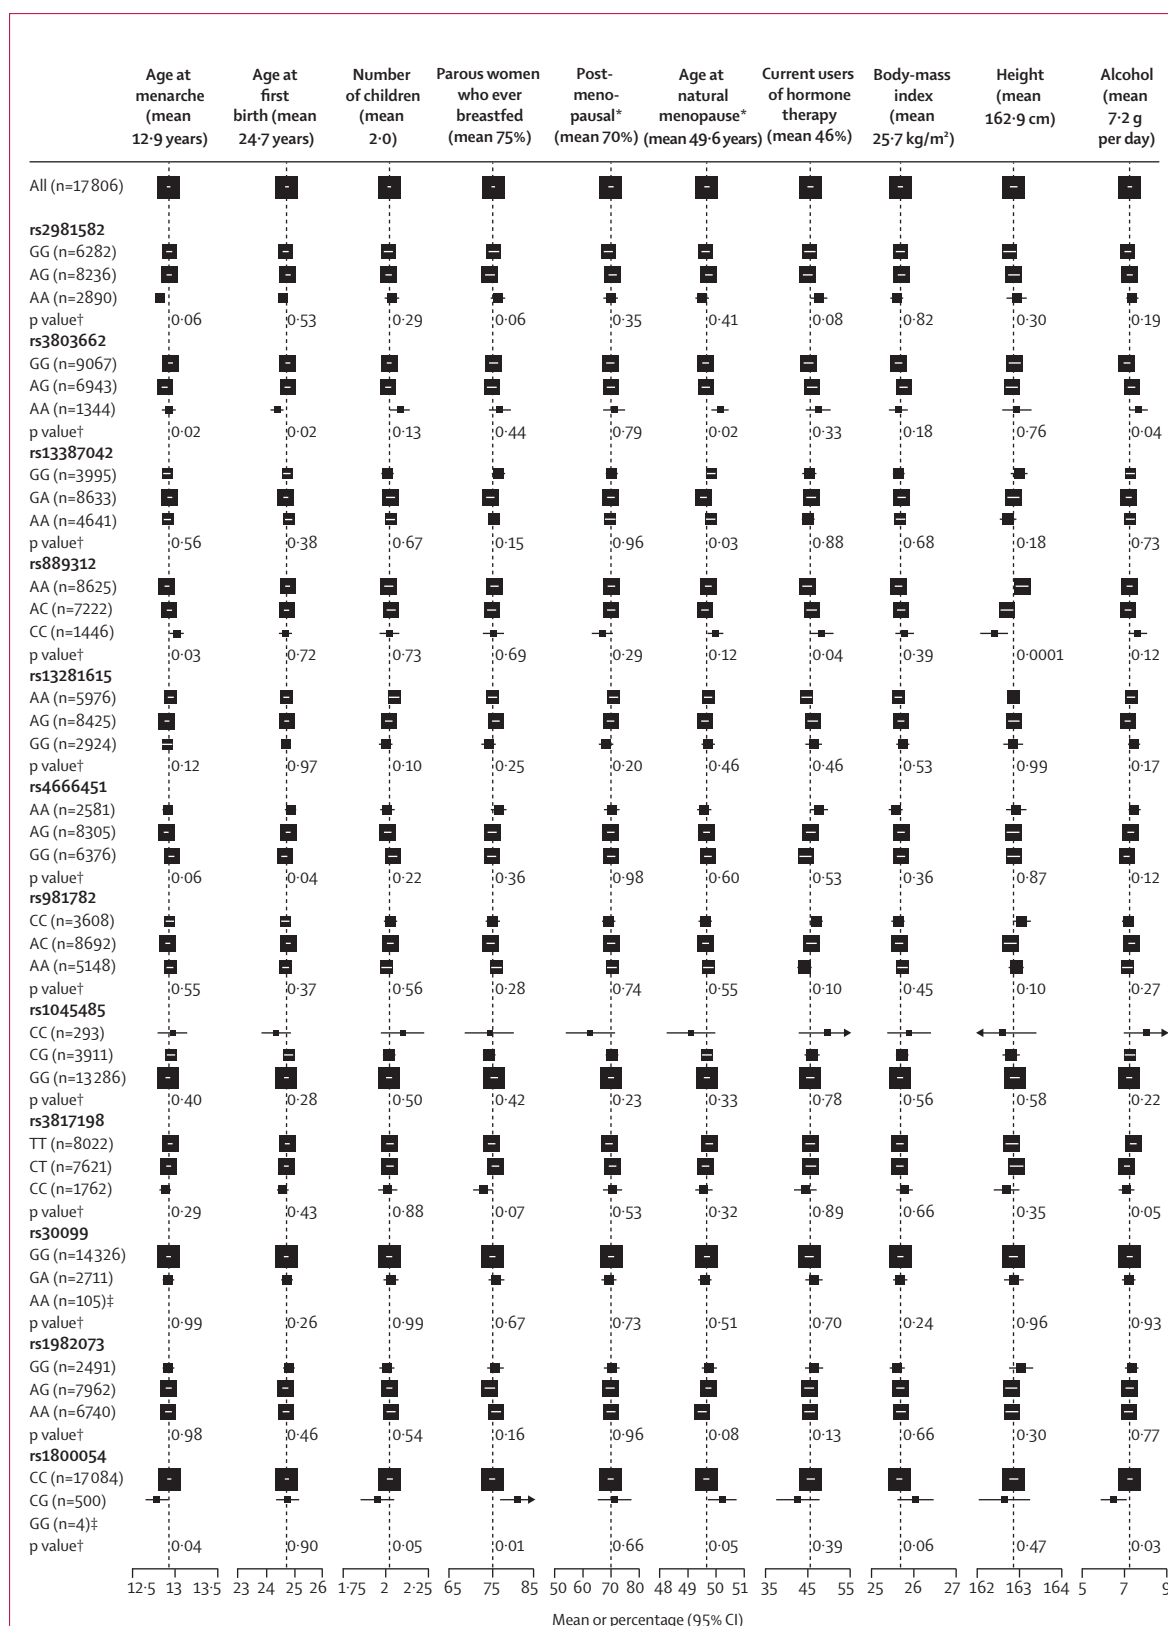 Age at menarche (mean 12·9 years) Age at first birth (mean 24·7 years) Number of children (mean 2·0) Parous women who ever breastfed (mean 75%) Post-meno-pausal* (mean 70%) Age at natural menopause* (mean 49·6 years) Current users of hormone therapy (mean 46%) Body-mass index (mean 25·7 kg/m²) Height (mean 162·9 cm) Alcohol (mean 7·2 g per day)
All (n=17 806)
rs2981582
GG (n=6282)
AG (n=8236)
AA (n=2890)
p value† 0·06 0·53 0·29 0·06 0·35 0·41 0·08 0·82 0·30 0·19
rs3803662
GG (n=9067)
AG (n=6943)
AA (n=1344)
p value† 0·02 0·02 0·13 0·44 0·79 0·02 0·33 0·18 0·76 0·04
rs13387042
GG (n=3995)
GA (n=8633)
AA (n=4641)
p value† 0·56 0·38 0·67 0·15 0·96 0·03 0·88 0·68 0·18 0·73
rs889312
AA (n=8625)
AC (n=7222)
CC (n=1446)
p value† 0·03 0·72 0·73 0·69 0·29 0·12 0·04 0·39 0·0001 0·12
rs13281615
AA (n=5976)
AG (n=8425)
GG (n=2924)
p value† 0·12 0·97 0·10 0·25 0·20 0·46 0·46 0·53 0·99 0·17
rs4666451
AA (n=2581)
AG (n=8305)
GG (n=6376)
p value† 0·06 0·04 0·22 0·36 0·98 0·60 0·53 0·36 0·87 0·12
rs981782
CC (n=3608)
AC (n=8692)
AA (n=5148)
p value† 0·55 0·37 0·56 0·28 0·74 0·55 0·10 0·45 0·10 0·27
rs1045485
CC (n=293)
CG (n=3911)
GG (n=13 286)
p value† 0·40 0·28 0·50 0·42 0·23 0·33 0·78 0·56 0·58 0·22
rs3817198
TT (n=8022)
CT (n=7621)
CC (n=1762)
p value† 0·29 0·43 0·88 0·07 0·53 0·32 0·89 0·66 0·35 0·05
rs30099
GG (n=14 326)
GA (n=2711)
AA (n=105)‡
p value† 0·99 0·26 0·99 0·67 0·73 0·51 0·70 0·24 0·96 0·93
rs1982073
GG (n=2491)
AG (n=7962)
AA (n=6740)
p value† 0·98 0·46 0·54 0·16 0·96 0·08 0·13 0·66 0·30 0·77
rs1800054
CC (n=17 084)
CG (n=500)
GG (n=4)‡
p value† 0·04 0·90 0·05 0·01 0·66 0·05 0·39 0·06 0·47 0·03
12·5 13 13·5 23 24 25 26 1·75 2 2·25 65 75 85 50 60 70 80 48 49 50 51 35 45 55 25 26 27 162 163 164 5 7 9
Mean or percentage (95% CI)